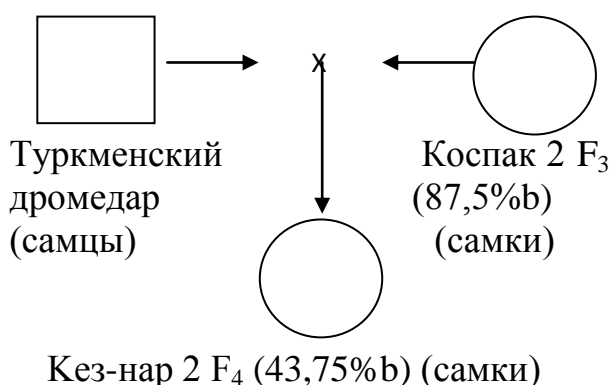 x
Туркменский
дромедар
(самцы)
Коспак 2 F₃
(87,5%b)
(самки)
Кез-нар 2 F₄ (43,75%b) (самки)